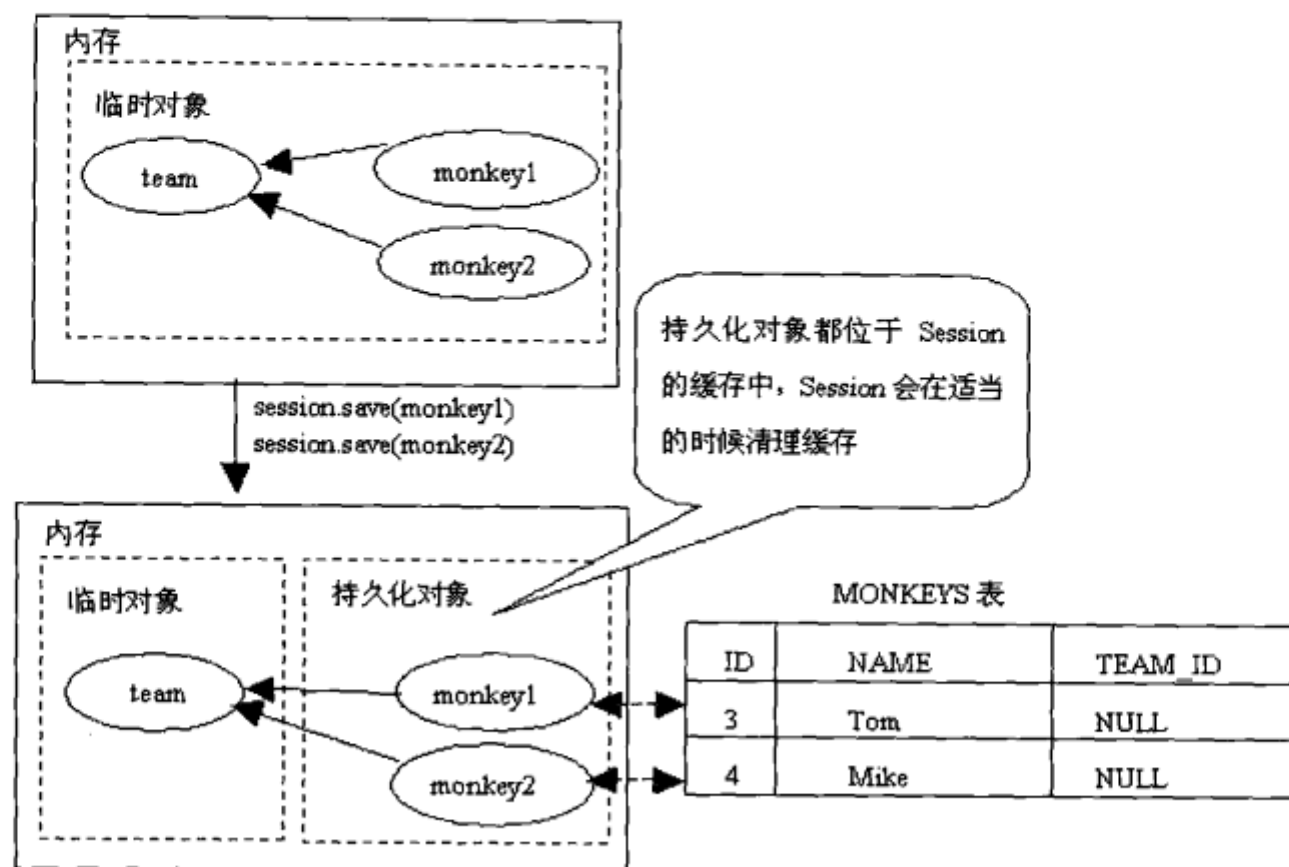 内存
临时对象
team
monkey1
monkey2
持久化对象都位于 Session
的缓存中，Session 会在适当
的时候清理缓存
session.save(monkey1)
session.save(monkey2)
内存
临时对象
持久化对象
team
monkey1
monkey2
MONKEYS 表
ID NAME TEAM_ID
3 Tom NULL
4 Mike NULL